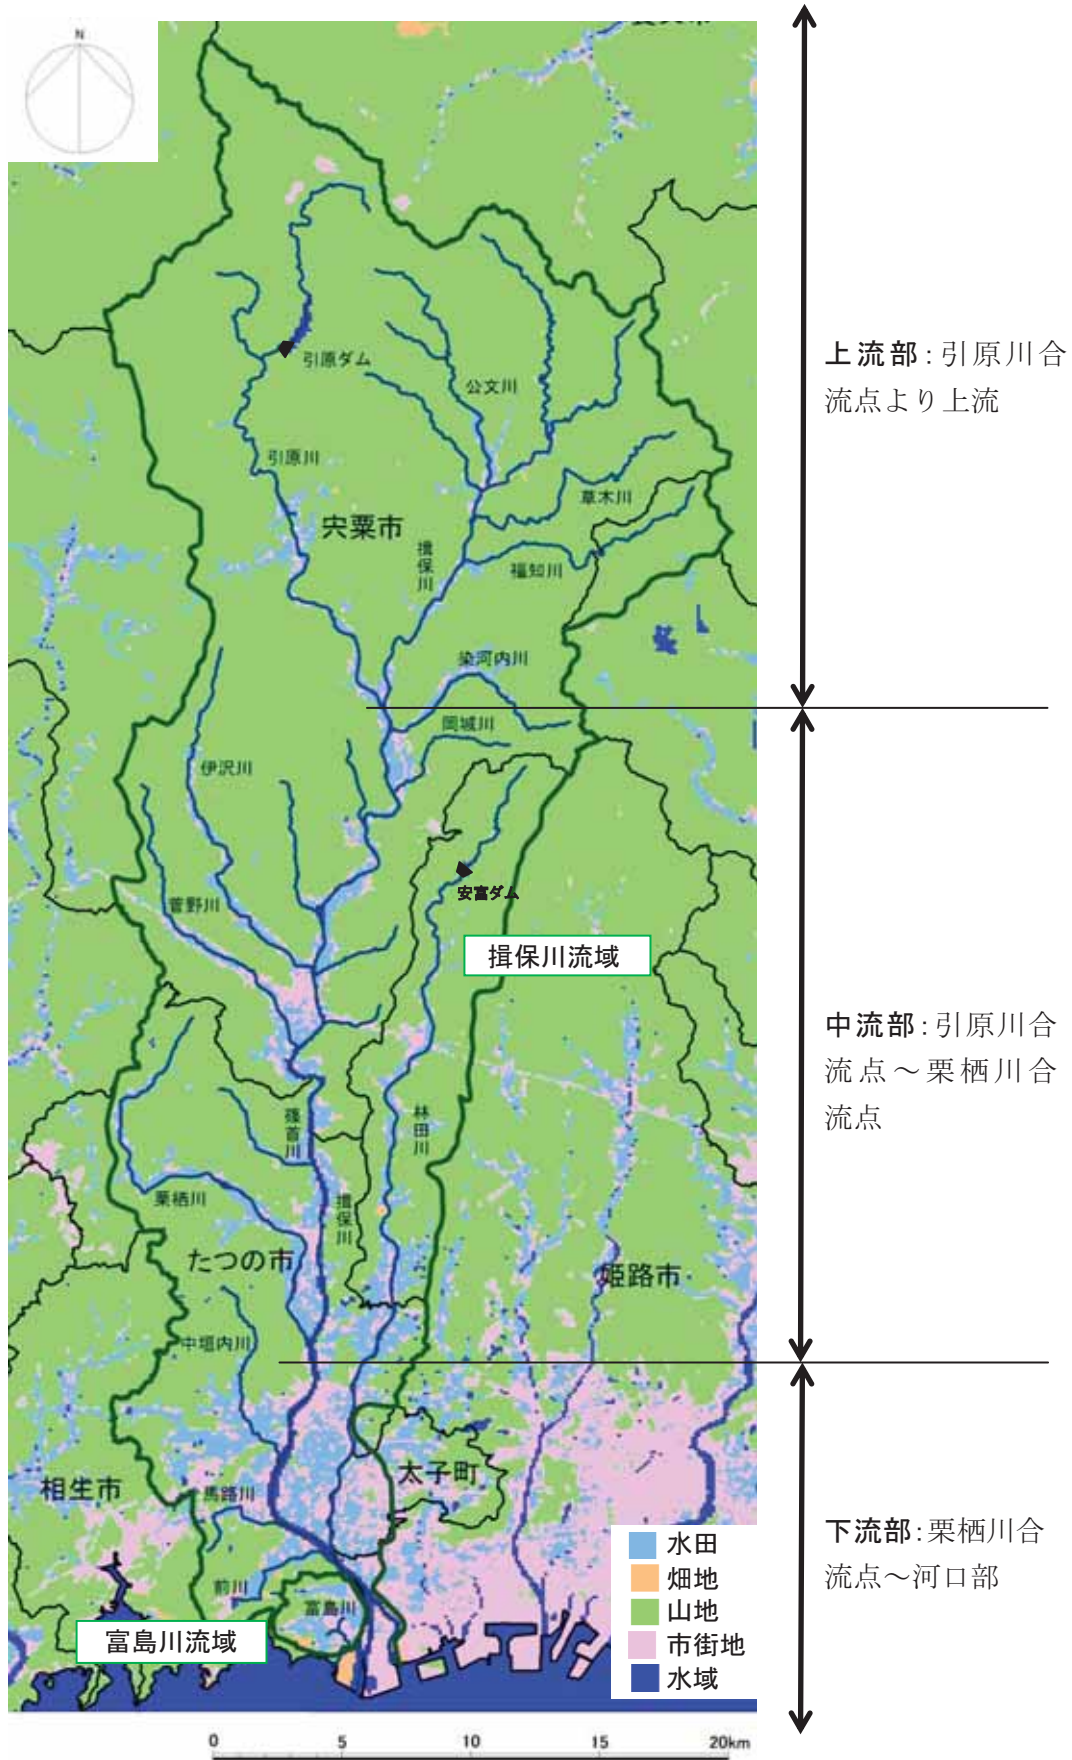 N
引原ダム
公文川
上流部：引原川合
流点より上流
引原川
草木川
宍粟市
揖保川
福知川
染河内川
岡城川
伊沢川
安富ダム
菅野川
揖保川流域
中流部：引原川合
流点～栗栖川合
流点
林田川
篠首川
栗栖川
揖保川
たつの市
姫路市
中垣内川
太子町
相生市
馬路川
下流部：栗栖川合
流点～河口部
水田
畑地
前川
富島川
山地
富島川流域
市街地
水域
0 5 10 15 20km